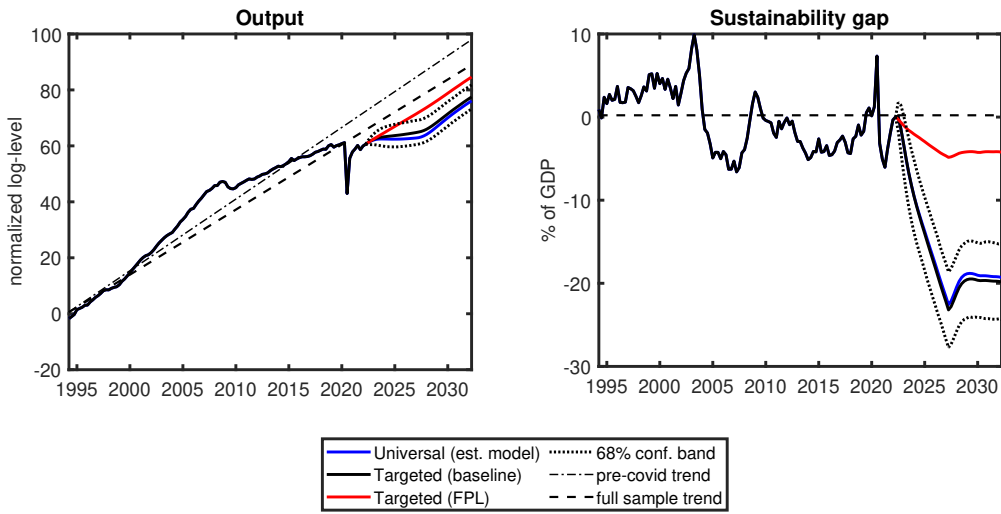 Output
normalized log-level
100
80
60
40
20
0
-20
1995 2000 2005 2010 2015 2020 2025 2030
Sustainability gap
% of GDP
10
0
-10
-20
-30
1995 2000 2005 2010 2015 2020 2025 2030
Universal (est. model)
Targeted (baseline)
Targeted (FPL)
68% conf. band
pre-covid trend
full sample trend